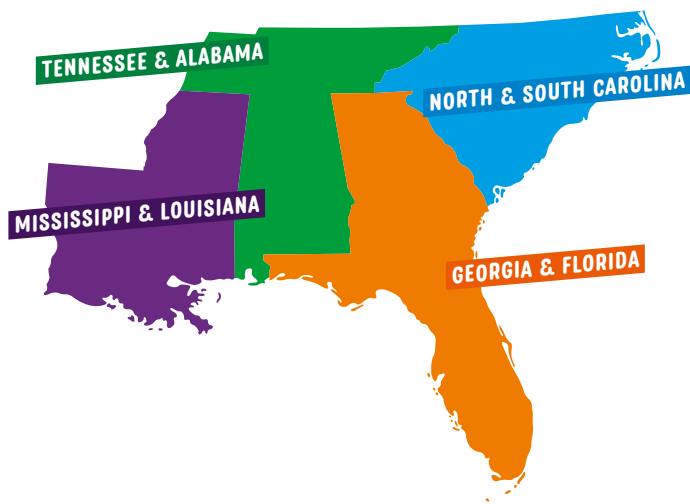 TENNESSEE & ALABAMA
NORTH & SOUTH CAROLINA
MISSISSIPPI & LOUISIANA
GEORGIA & FLORIDA